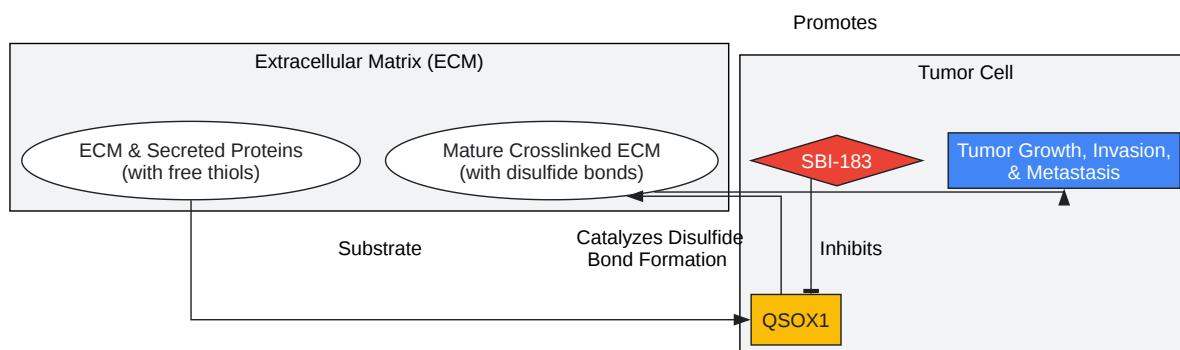 Promotes
Extracellular Matrix (ECM)
Tumor Cell
ECM & Secreted Proteins
(with free thiols)
Mature Crosslinked ECM
(with disulfide bonds)
SBI-183
Tumor Growth, Invasion,
& Metastasis
Substrate
Catalyzes Disulfide
Bond Formation
Inhibits
QSOX1